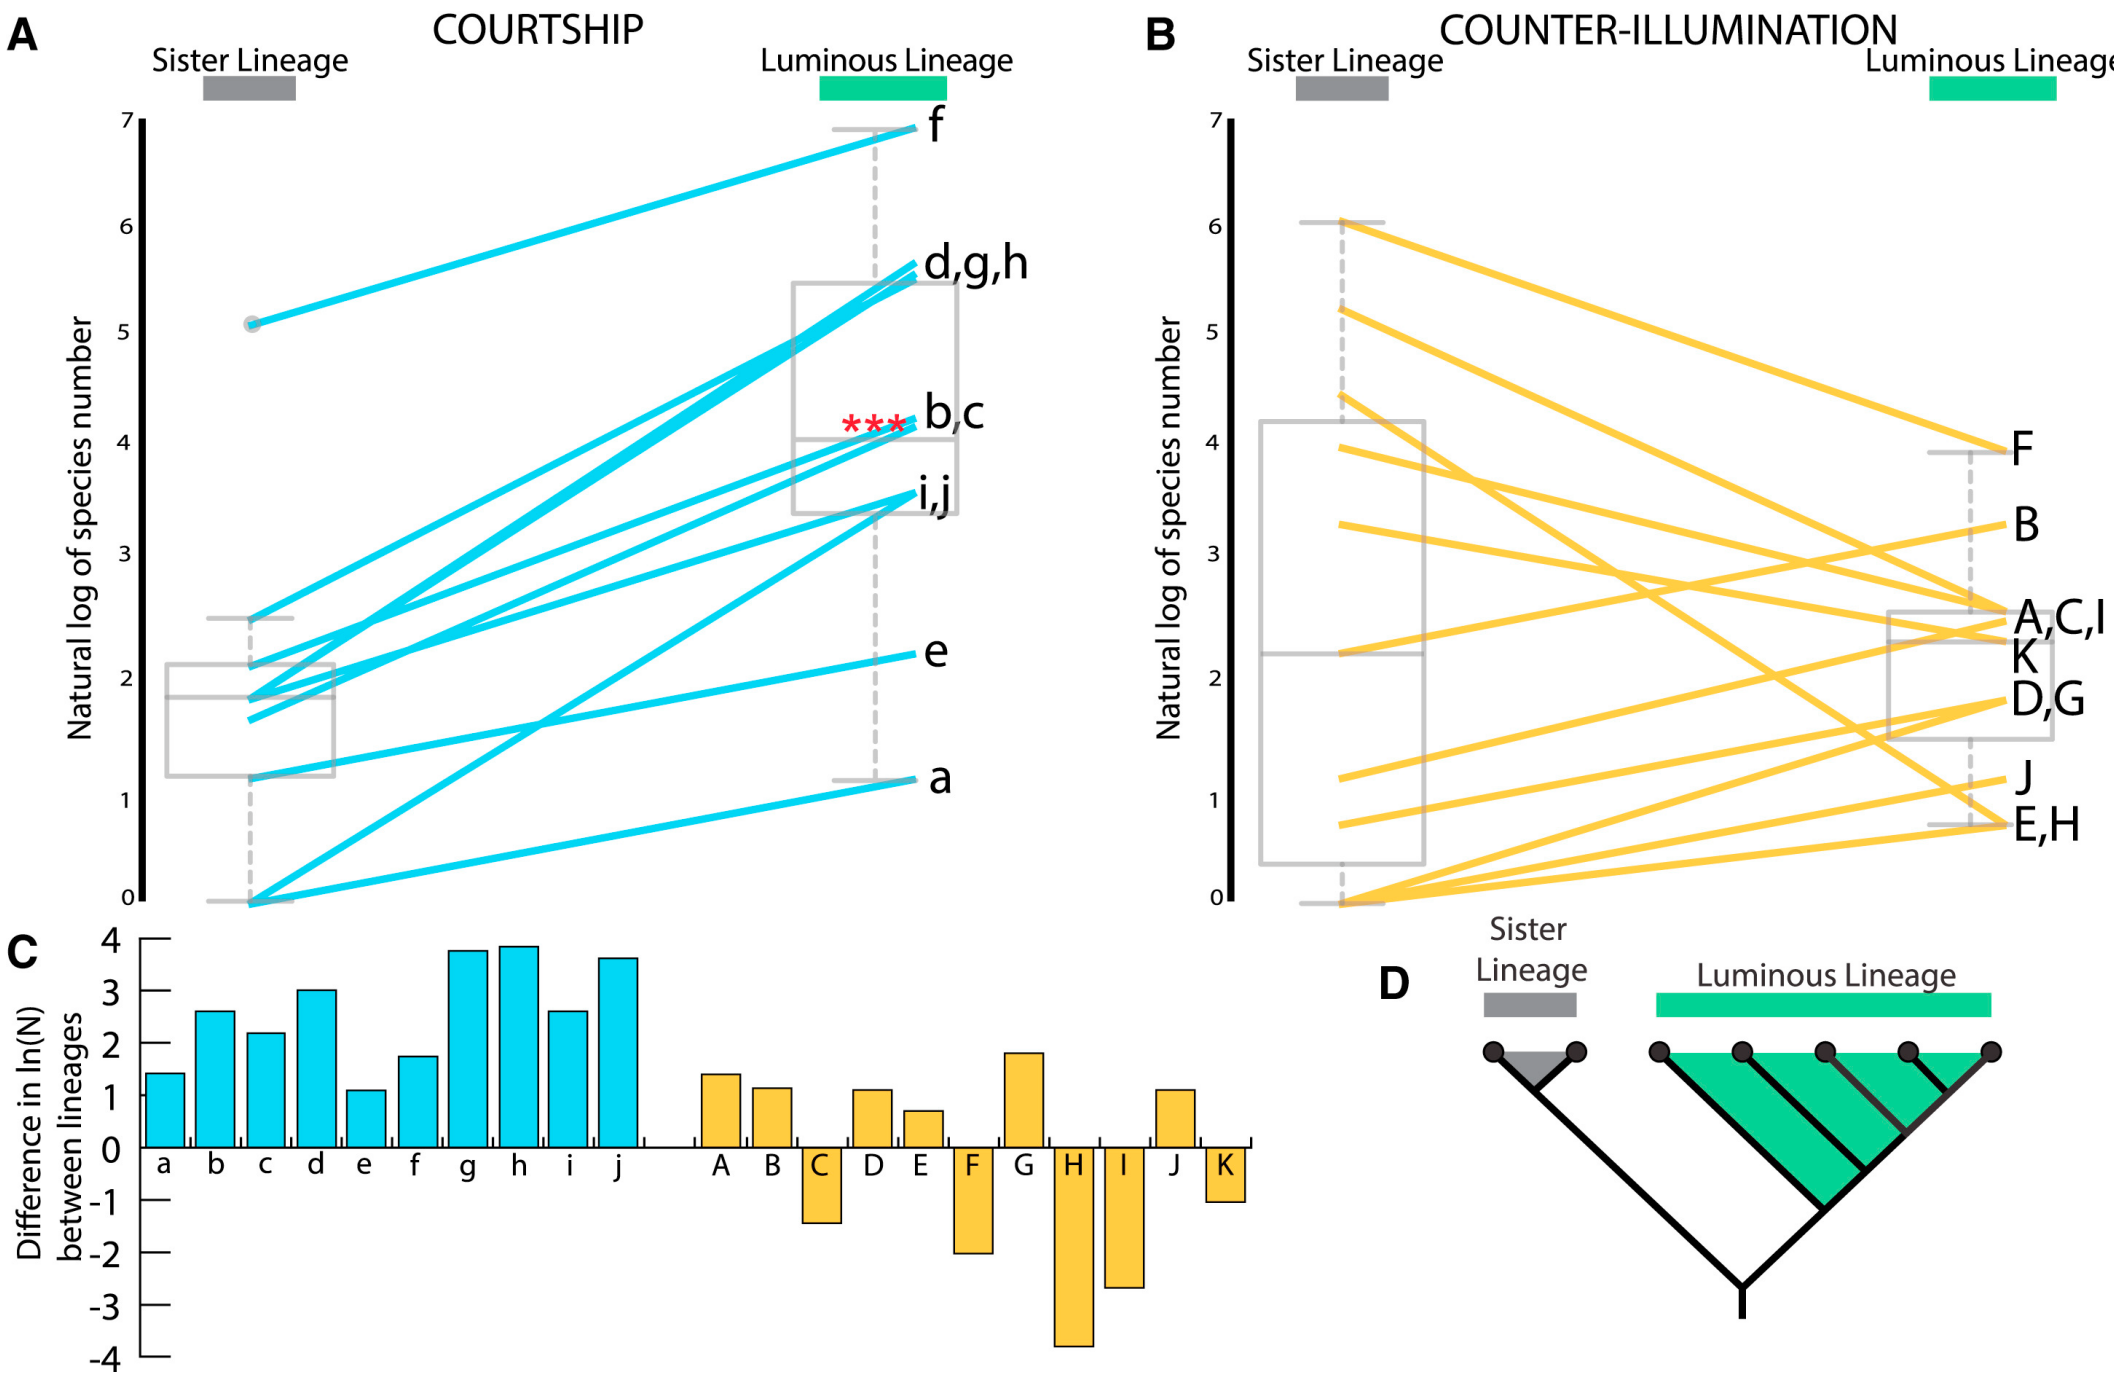 A
COURTSHIP
Sister Lineage
Luminous Lineage
7
6
5
4
3
2
1
0
Natural log of species number
f
d,g,h
***
b,c
i,j
e
a
B
COUNTER-ILLUMINATION
Sister Lineage
Luminous Lineage
7
6
5
4
3
2
1
0
Natural log of species number
F
B
A,C,I
K
D,G
J
E,H
C
4
3
2
1
0
-1
-2
-3
-4
Difference in ln(N)
between lineages
a b c d e f g h i j A B C D E F G H I J K
D
Sister
Lineage
Luminous Lineage